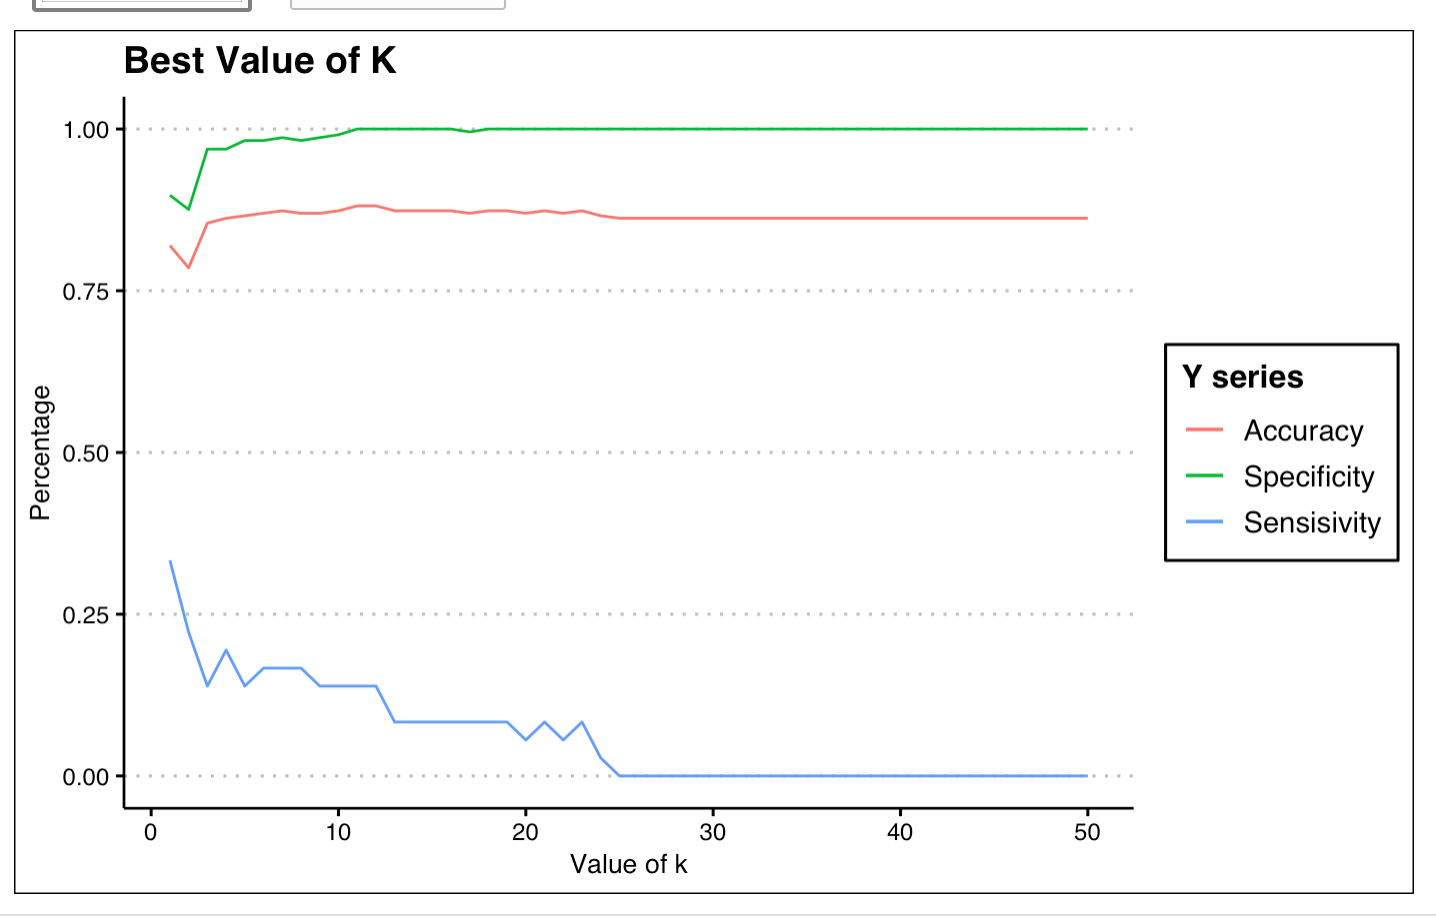 Best Value of K
1.00
0.75
0.50
0.25
0.00
Percentage
0 10 20 30 40 50
Value of k
Y series
Accuracy
Specificity
Sensisivity